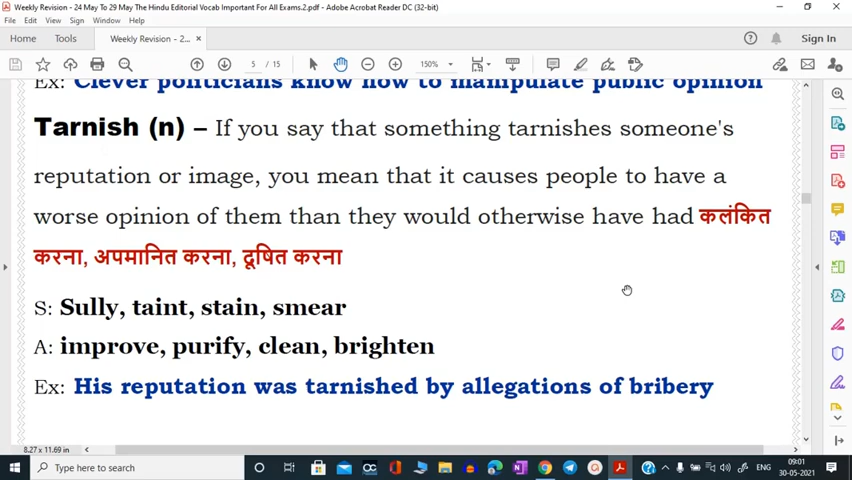 Weekly Revision - 24 May To 29 May The Hindu Editorial Vocab Important For All Exams.2.pdf - Adobe Acrobat Reader DC (32-bit)
File Edit View Sign Window Help
Home Tools Weekly Revision – 2... × Sign In
5 / 15 150%
Ex: Clever politicians know how to manipulate public opinion
Tarnish (n) – If you say that something tarnishes someone's
reputation or image, you mean that it causes people to have a
worse opinion of them than they would otherwise have had कलंकित
करना, अपमानित करना, दूषित करना
S: Sully, taint, stain, smear
A: improve, purify, clean, brighten
Ex: His reputation was tarnished by allegations of bribery
8.27 x 11.69 in
Type here to search ENG 09:01
30-05-2021